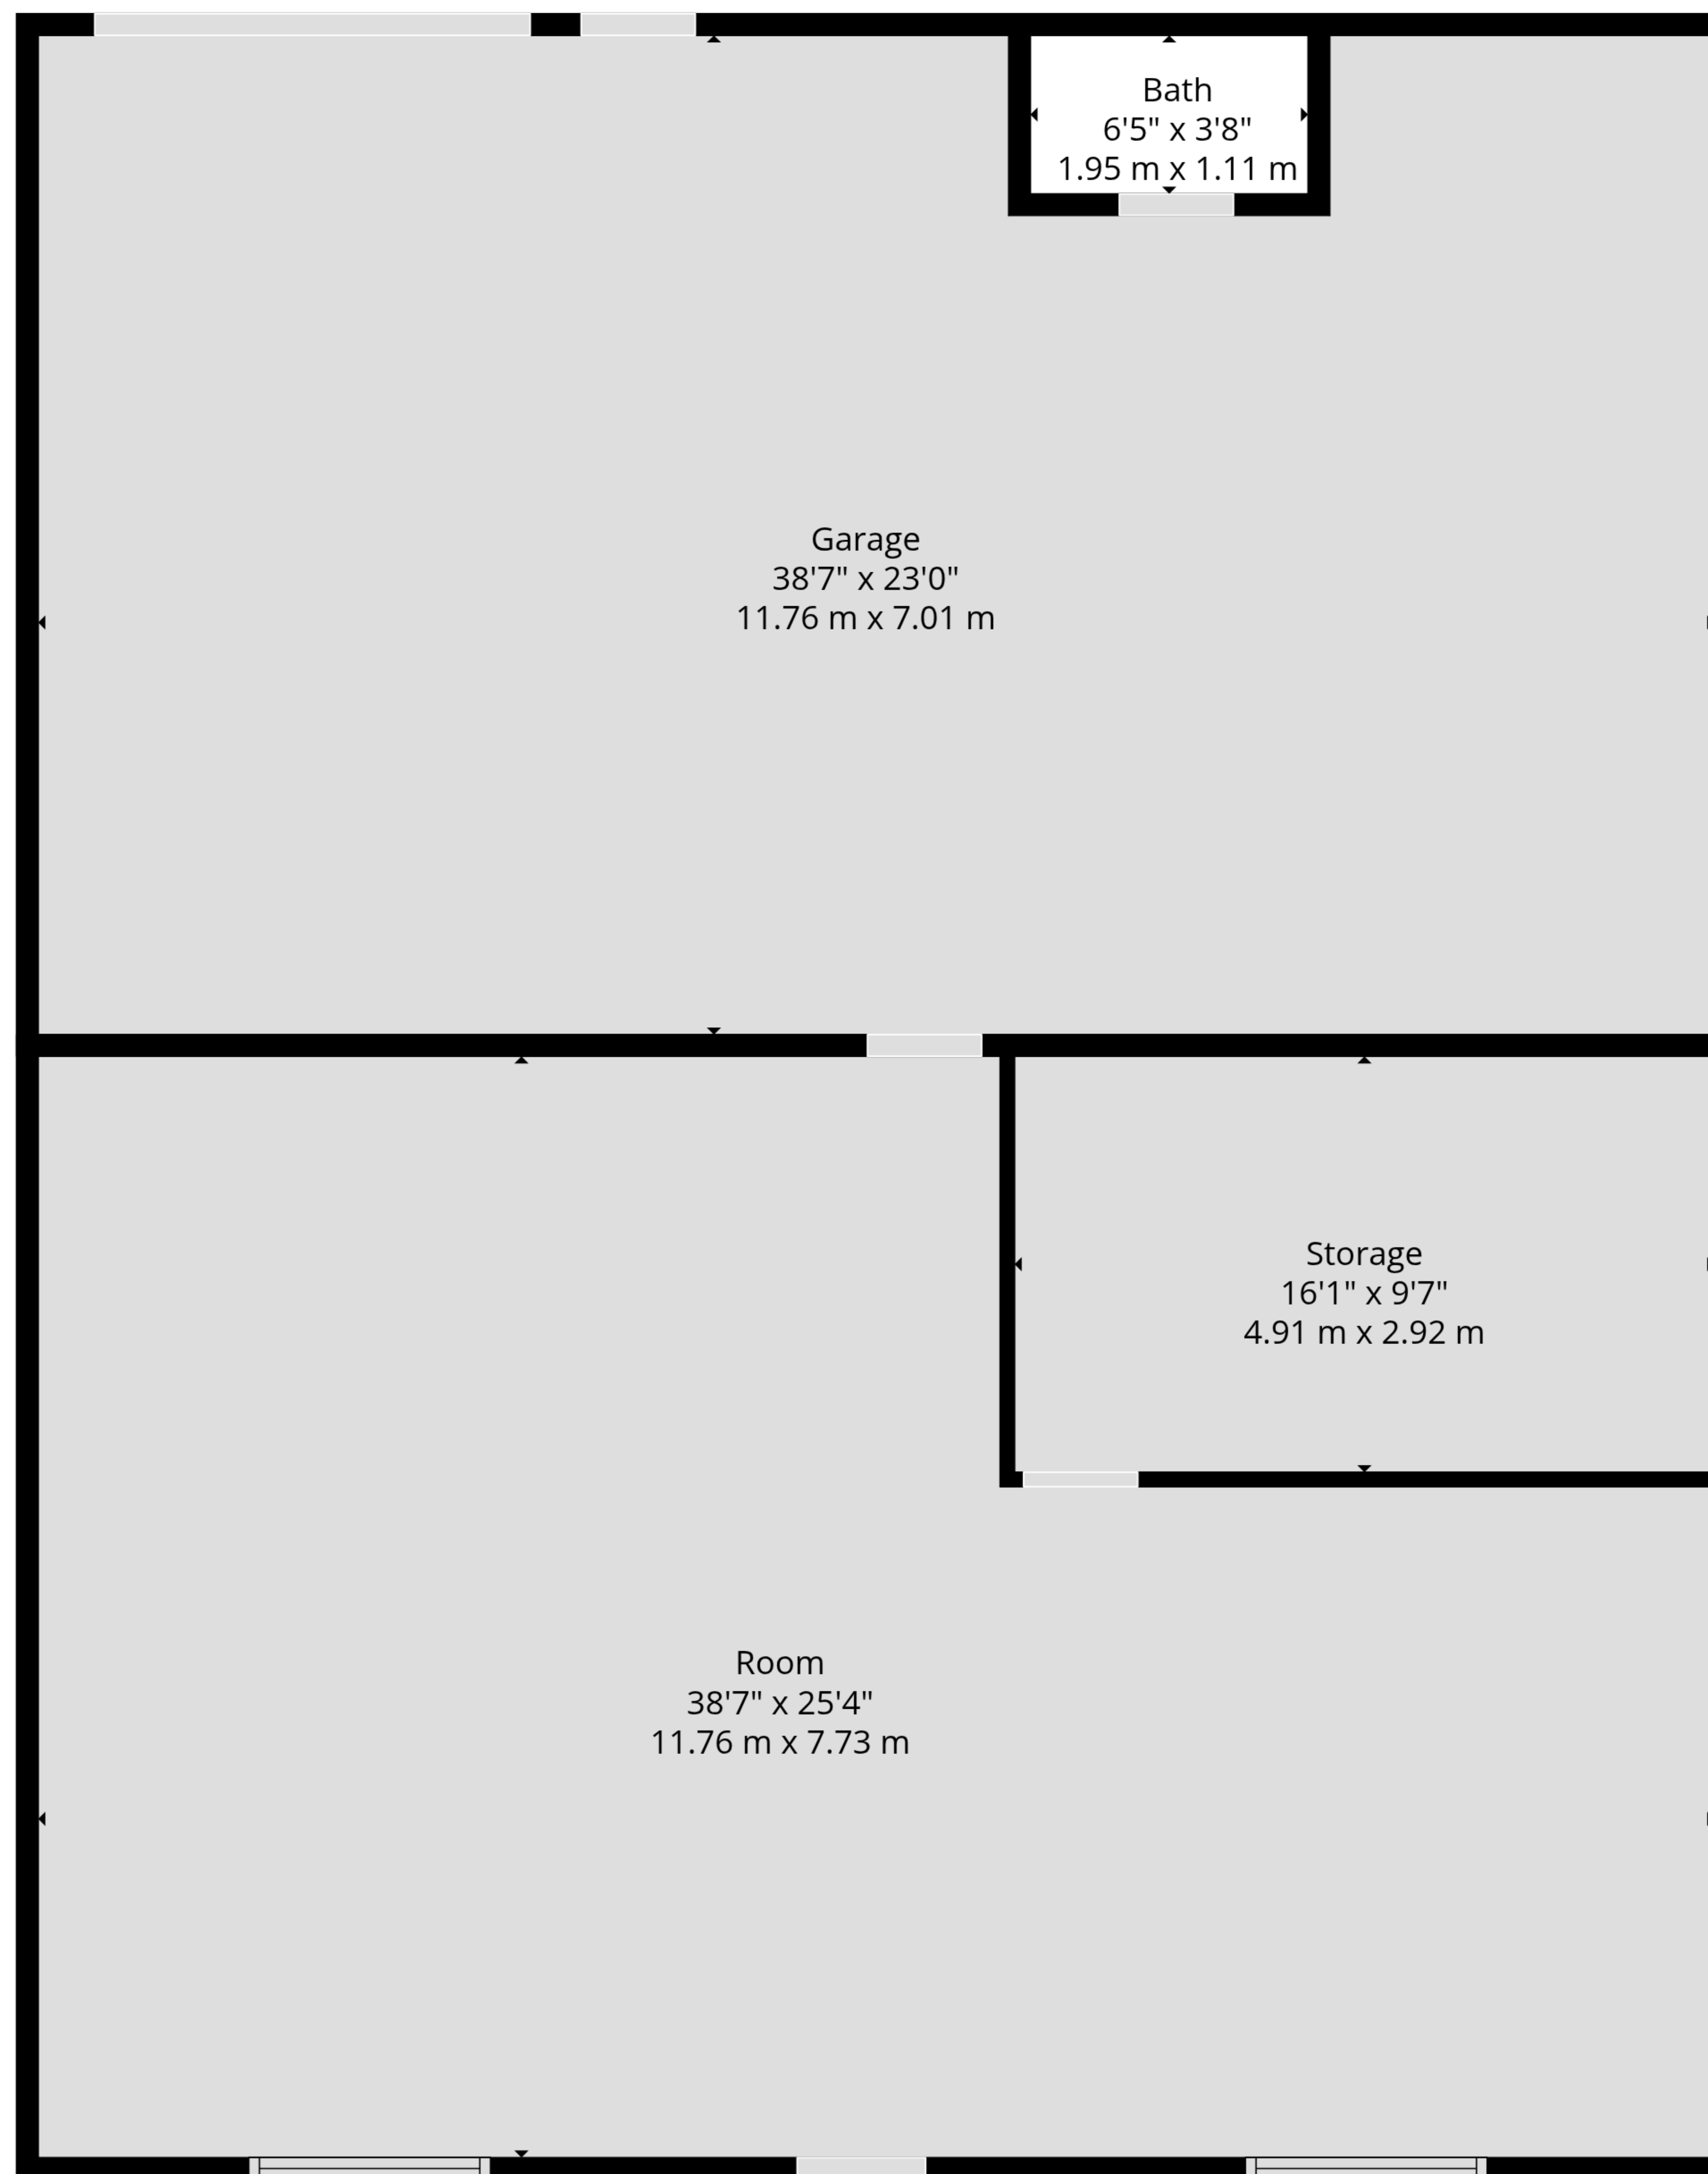 Bath
6'5" x 3'8"
1.95 m x 1.11 m
Garage
38'7" x 23'0"
11.76 m x 7.01 m
Storage
16'1" x 9'7"
4.91 m x 2.92 m
Room
38'7" x 25'4"
11.76 m x 7.73 m